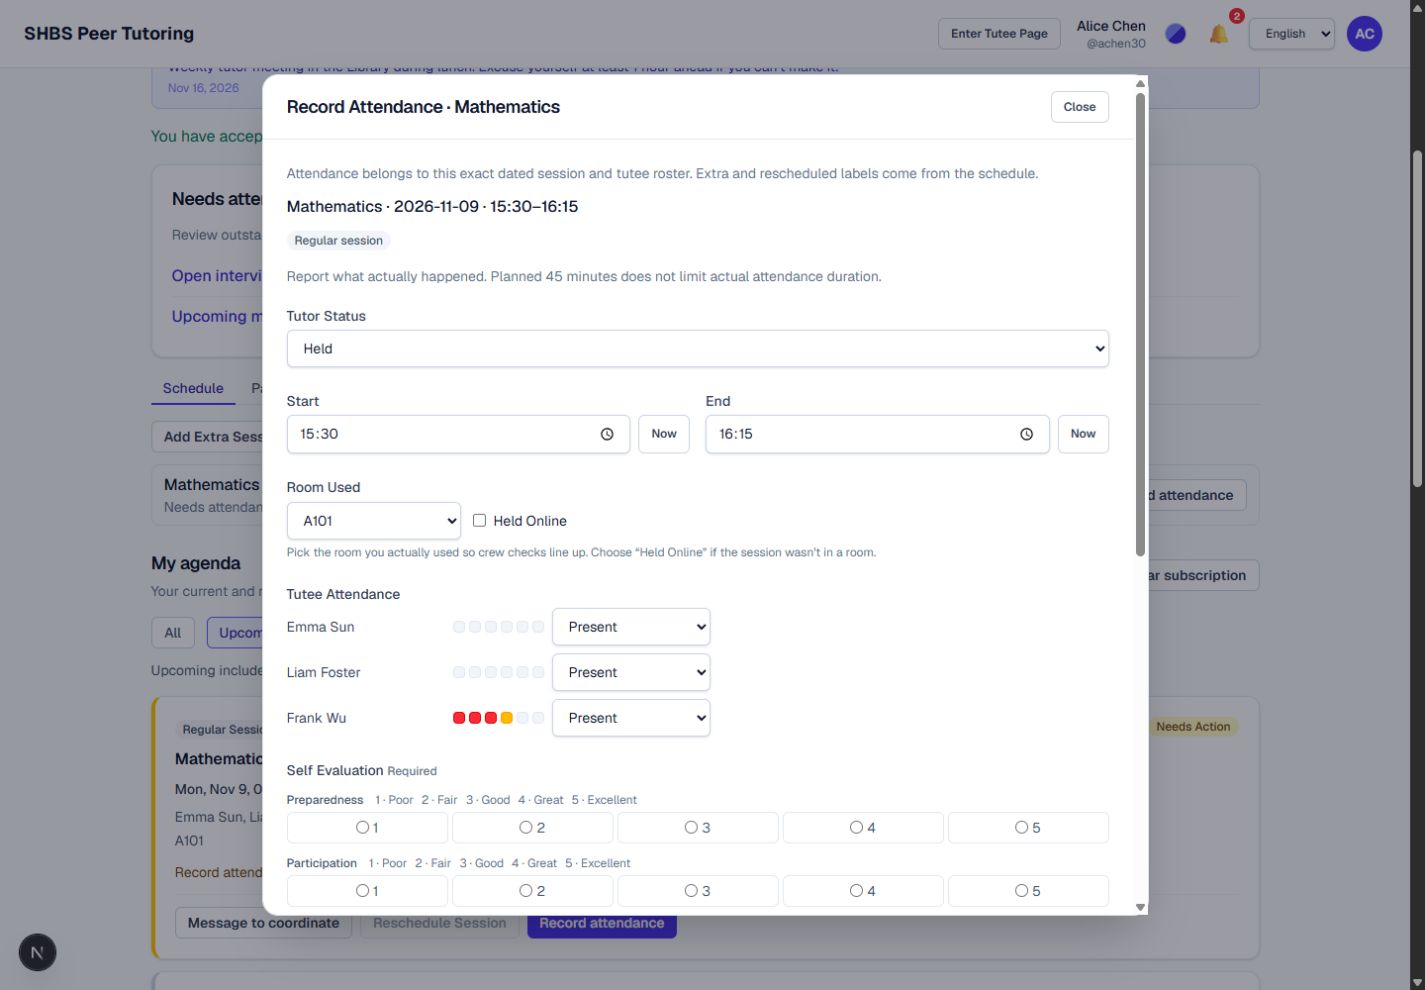 SHBS Peer Tutoring
Enter Tutee Page
Alice Chen
@achen30
2
English
AC
Nov 16, 2026
You have accep
Needs atte
Review outsta
Open intervi
Upcoming m
Schedule
Add Extra Sess
Mathematics
Needs attendan
d attendance
My agenda
Your current and r
ar subscription
All
Upcom
Upcoming include
Regular Sessio
Needs Action
Mathematic
Mon, Nov 9, 0
Emma Sun, Lia
A101
Record attend
Message to coordinate
Reschedule Session
Record attendance
N
Record Attendance · Mathematics
Close
Attendance belongs to this exact dated session and tutee roster. Extra and rescheduled labels come from the schedule.
Mathematics · 2026-11-09 · 15:30–16:15
Regular session
Report what actually happened. Planned 45 minutes does not limit actual attendance duration.
Tutor Status
Held
Start
End
15:30
Now
16:15
Now
Room Used
A101
Held Online
Pick the room you actually used so crew checks line up. Choose “Held Online” if the session wasn’t in a room.
Tutee Attendance
Emma Sun
Present
Liam Foster
Present
Frank Wu
Present
Self Evaluation Required
Preparedness 1 · Poor 2 · Fair 3 · Good 4 · Great 5 · Excellent
1 2 3 4 5
Participation 1 · Poor 2 · Fair 3 · Good 4 · Great 5 · Excellent
1 2 3 4 5